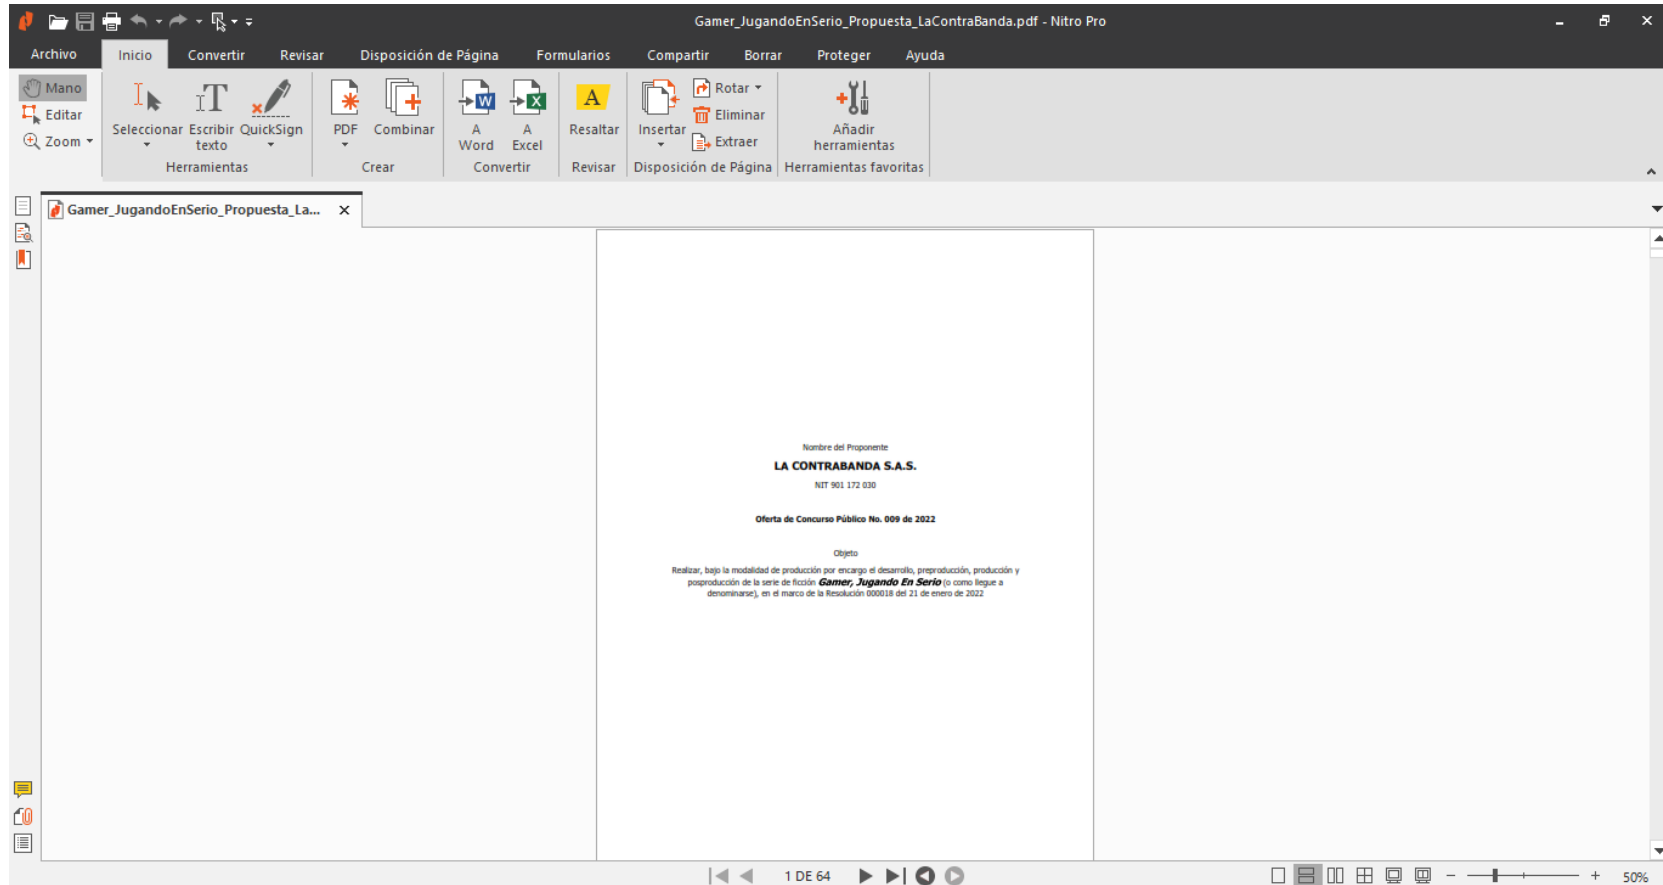 Gamer_JugandoEnSerio_Propuesta_LaContraBanda.pdf - Nitro Pro
Archivo Inicio Convertir Revisar Disposición de Página Formularios Compartir Borrar Proteger Ayuda
Mano
Editar
Zoom
Seleccionar
Escribir texto
QuickSign
Herramientas
PDF
Combinar
Crear
A Word
A Excel
Convertir
A
Resaltar
Revisar
Insertar
Rotar
Eliminar
Extraer
Disposición de Página
Añadir herramientas
Herramientas favoritas
Gamer_JugandoEnSerio_Propuesta_La...
Nombre del Proponente
LA CONTRABANDA S.A.S.
NIT 901 172 030
Oferta de Concurso Público No. 009 de 2022
Objeto
Realizar, bajo la modalidad de producción por encargo el desarrollo, preproducción, producción y
posproducción de la serie de ficción Gamer, Jugando En Serio (o como llegue a
denominarse), en el marco de la Resolución 000018 del 21 de enero de 2022
1 DE 64
50%